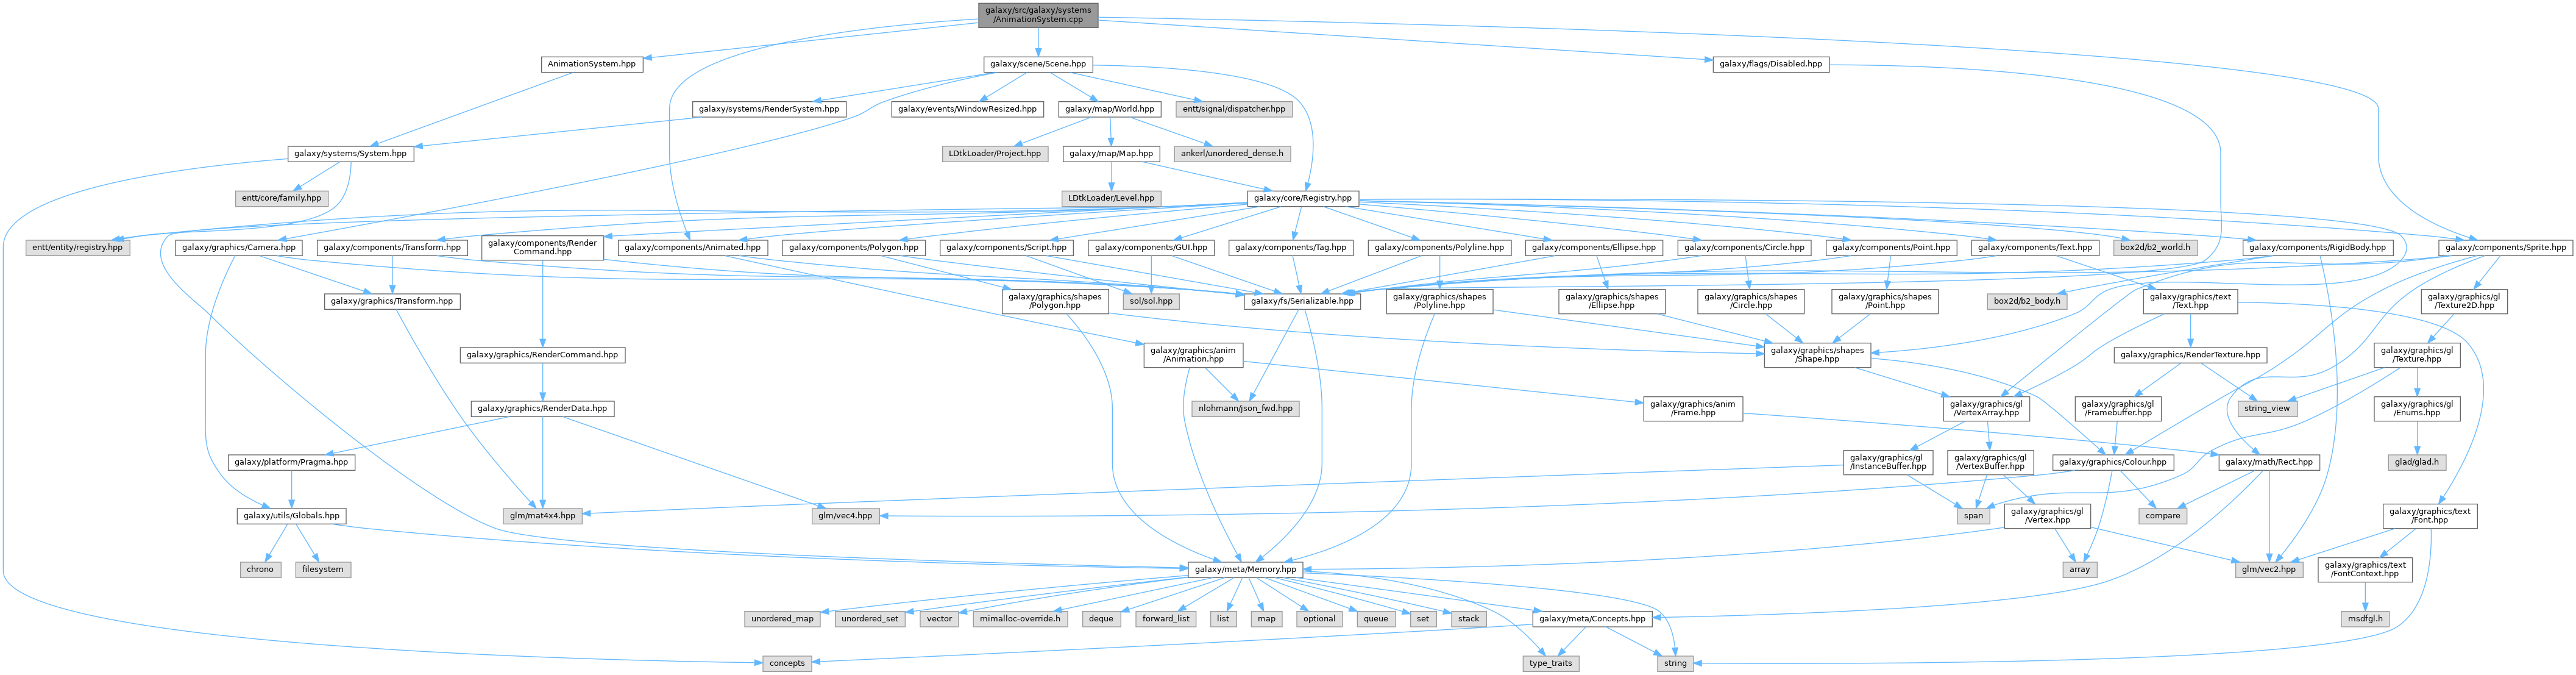 galaxy/src/galaxy/systems
/AnimationSystem.cpp
AnimationSystem.hpp
galaxy/scene/Scene.hpp
galaxy/flags/Disabled.hpp
galaxy/systems/RenderSystem.hpp
galaxy/events/WindowResized.hpp
galaxy/map/World.hpp
entt/signal/dispatcher.hpp
galaxy/systems/System.hpp
LDtkLoader/Project.hpp
galaxy/map/Map.hpp
ankerl/unordered_dense.h
entt/core/family.hpp
LDtkLoader/Level.hpp
galaxy/core/Registry.hpp
entt/entity/registry.hpp
galaxy/graphics/Camera.hpp
galaxy/components/Transform.hpp
galaxy/components/Render
Command.hpp
galaxy/components/Animated.hpp
galaxy/components/Polygon.hpp
galaxy/components/Script.hpp
galaxy/components/GUI.hpp
galaxy/components/Tag.hpp
galaxy/components/Polyline.hpp
galaxy/components/Ellipse.hpp
galaxy/components/Circle.hpp
galaxy/components/Point.hpp
galaxy/components/Text.hpp
box2d/b2_world.h
galaxy/components/RigidBody.hpp
galaxy/components/Sprite.hpp
galaxy/graphics/Transform.hpp
galaxy/graphics/shapes
/Polygon.hpp
sol/sol.hpp
galaxy/fs/Serializable.hpp
galaxy/graphics/shapes
/Polyline.hpp
galaxy/graphics/shapes
/Ellipse.hpp
galaxy/graphics/shapes
/Circle.hpp
galaxy/graphics/shapes
/Point.hpp
galaxy/graphics/text
/Text.hpp
box2d/b2_body.h
galaxy/graphics/gl
/Texture2D.hpp
galaxy/graphics/RenderCommand.hpp
galaxy/graphics/anim
/Animation.hpp
galaxy/graphics/shapes
/Shape.hpp
galaxy/graphics/RenderTexture.hpp
galaxy/graphics/gl
/Texture.hpp
galaxy/graphics/RenderData.hpp
nlohmann/json_fwd.hpp
galaxy/graphics/anim
/Frame.hpp
galaxy/graphics/gl
/VertexArray.hpp
galaxy/graphics/gl
/Framebuffer.hpp
string_view
galaxy/graphics/gl
/Enums.hpp
galaxy/platform/Pragma.hpp
galaxy/graphics/gl
/InstanceBuffer.hpp
galaxy/graphics/gl
/VertexBuffer.hpp
galaxy/graphics/Colour.hpp
galaxy/math/Rect.hpp
glad/glad.h
galaxy/utils/Globals.hpp
glm/mat4x4.hpp
glm/vec4.hpp
span
galaxy/graphics/gl
/Vertex.hpp
compare
galaxy/graphics/text
/Font.hpp
chrono
filesystem
galaxy/meta/Memory.hpp
array
glm/vec2.hpp
galaxy/graphics/text
/FontContext.hpp
unordered_map
unordered_set
vector
mimalloc-override.h
deque
forward_list
list
map
optional
queue
set
stack
galaxy/meta/Concepts.hpp
msdfgl.h
concepts
type_traits
string